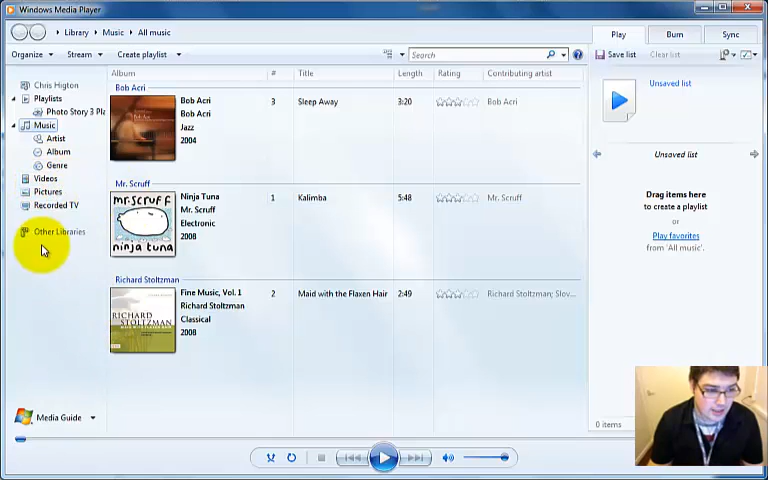 Windows Media Player
Library Music All music
Organize Stream Create playlist
Search
Play Burn Sync
Save list Clear list
Chris Higton
Playlists
Photo Story 3 Pl
Music
Artist
Album
Genre
Videos
Pictures
Recorded TV
Other Libraries
Media Guide
Album # Title Length Rating Contributing artist
Bob Acri
Bob Acri 3 Sleep Away 3:20 Bob Acri
Bob Acri
Jazz
2004
Mr. Scruff
mr.scruff
ninja tuna
Ninja Tuna 1 Kalimba 5:48 Mr. Scruff
Mr. Scruff
Electronic
2008
Richard Stoltzman
RICHARD
STOLTZMAN
Fine Music, Vol. 1 2 Maid with the Flaxen Hair 2:49 Richard Stoltzman; Slov...
Richard Stoltzman
Classical
2008
Unsaved list
Unsaved list
Drag items here
to create a playlist
or
Play favorites
from 'All music'.
0 items